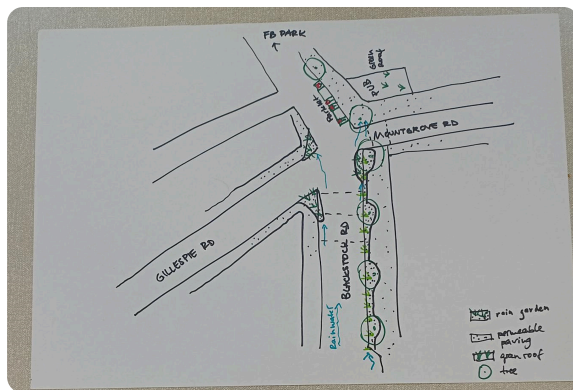 FB PARK
GREEN
ROOF
PUB
Parklet
MOUNTGROVE RD
GILLESPIE RD
BLACKSTOCK RD
Rainwater
rain garden
permeable
paving
green roof
tree